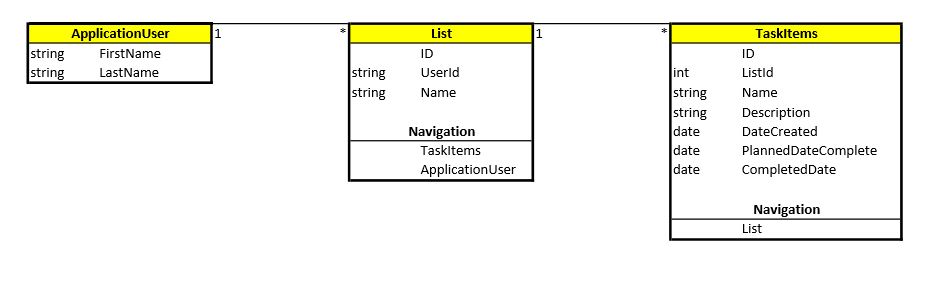 ApplicationUser
string FirstName
string LastName
1 *
List
ID
string UserId
string Name
Navigation
TaskItems
ApplicationUser
1 *
TaskItems
ID
int ListId
string Name
string Description
date DateCreated
date PlannedDateComplete
date CompletedDate
Navigation
List